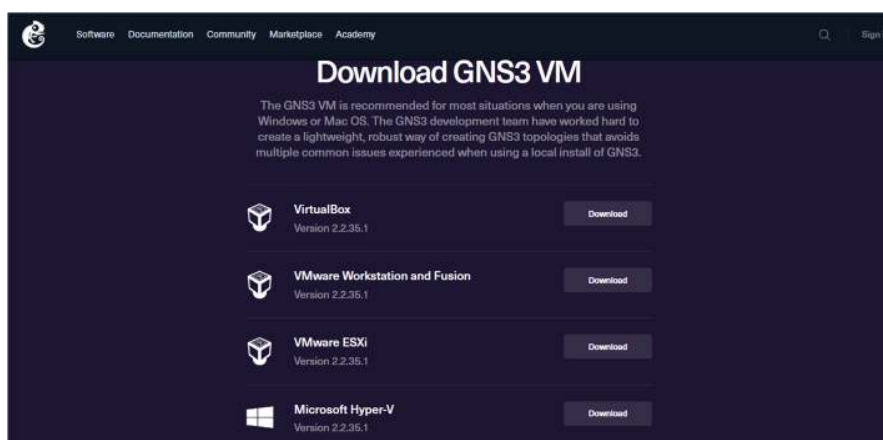 Software Documentation Community Marketplace Academy Sign
Download GNS3 VM
The GNS3 VM is recommended for most situations when you are using
Windows or Mac OS. The GNS3 development team have worked hard to
create a lightweight, robust way of creating GNS3 topologies that avoids
multiple common issues experienced when using a local install of GNS3.
VirtualBox
Version 2.2.35.1
Download
VMware Workstation and Fusion
Version 2.2.35.1
Download
VMware ESXi
Version 2.2.35.1
Download
Microsoft Hyper-V
Version 2.2.35.1
Download